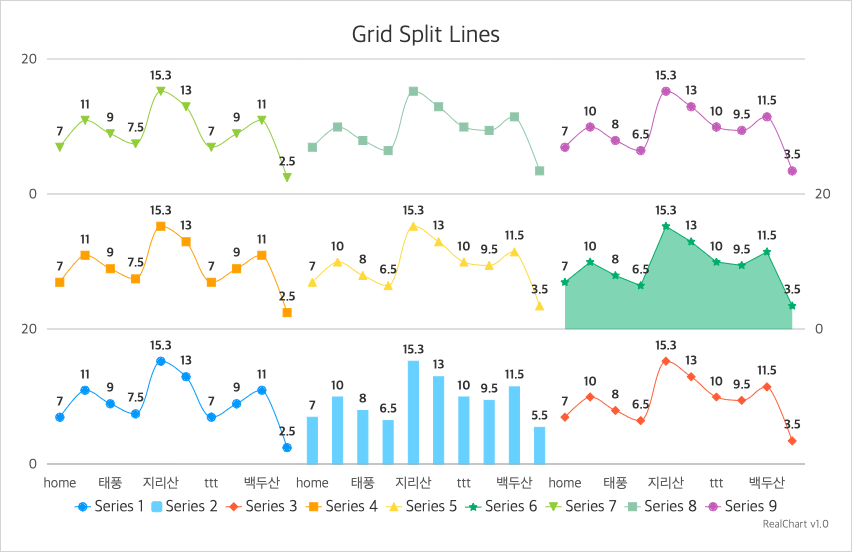 Grid Split Lines
20
15.3 15.3
13 13
11 11 11.5
10 10
9 9 9.5
8
7.5 6.5
7 7 7
2.5 3.5
0 20
15.3 15.3 15.3
13 13 13
11 11 11.5 11.5
10 10 10 10
9 9 9.5 9.5
8 8
7.5 6.5 6.5
7 7 7 7
2.5 3.5 3.5
20 0
15.3 15.3 15.3
13 13 13
11 11 11.5 11.5
10 10 10 10
9 9 9.5 9.5
8 8
7.5 6.5 6.5
7 7 7 7
2.5 5.5 3.5
0
home 태풍 지리산 ttt 백두산 home 태풍 지리산 ttt 백두산 home 태풍 지리산 ttt 백두산
Series 1 Series 2 Series 3 Series 4 Series 5 Series 6 Series 7 Series 8 Series 9
RealChart v1.0